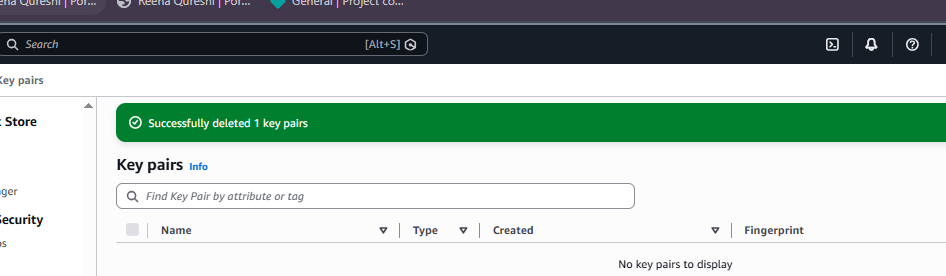 Reena Qureshi | Por...
General | Project co...
Search [Alt+S]
Key pairs
Store
Successfully deleted 1 key pairs
Key pairs Info
Find Key Pair by attribute or tag
Security
Name Type Created Fingerprint
No key pairs to display